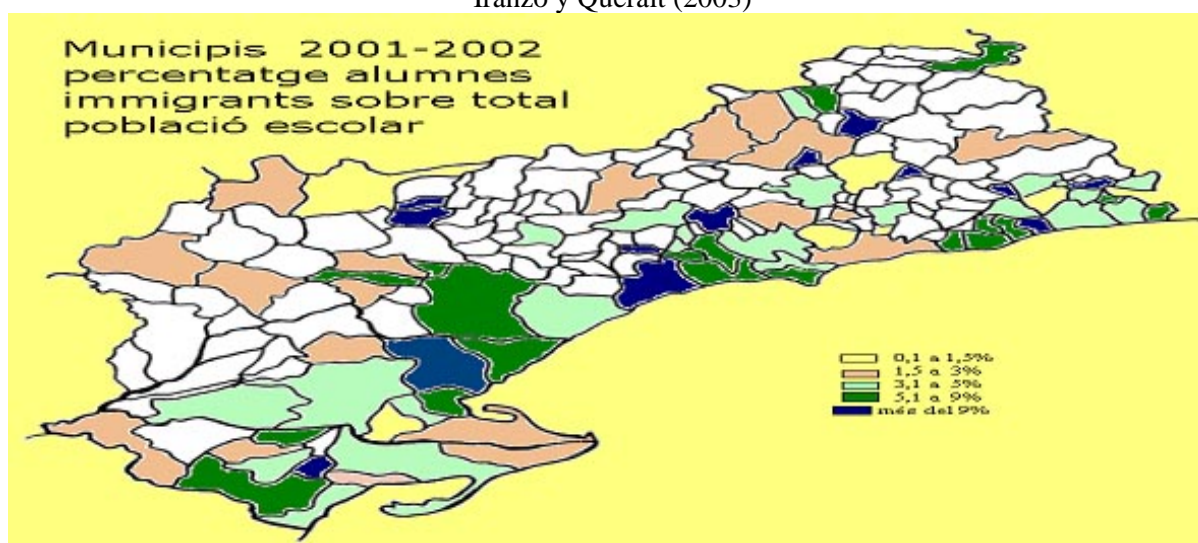 Iranzo y Queralt (2003)
Municipis 2001-2002
percentatge alumnes
immigrants sobre total
població escolar
0,1 a 1,5%
1,5 a 3%
3,1 a 5%
5,1 a 9%
més del 9%